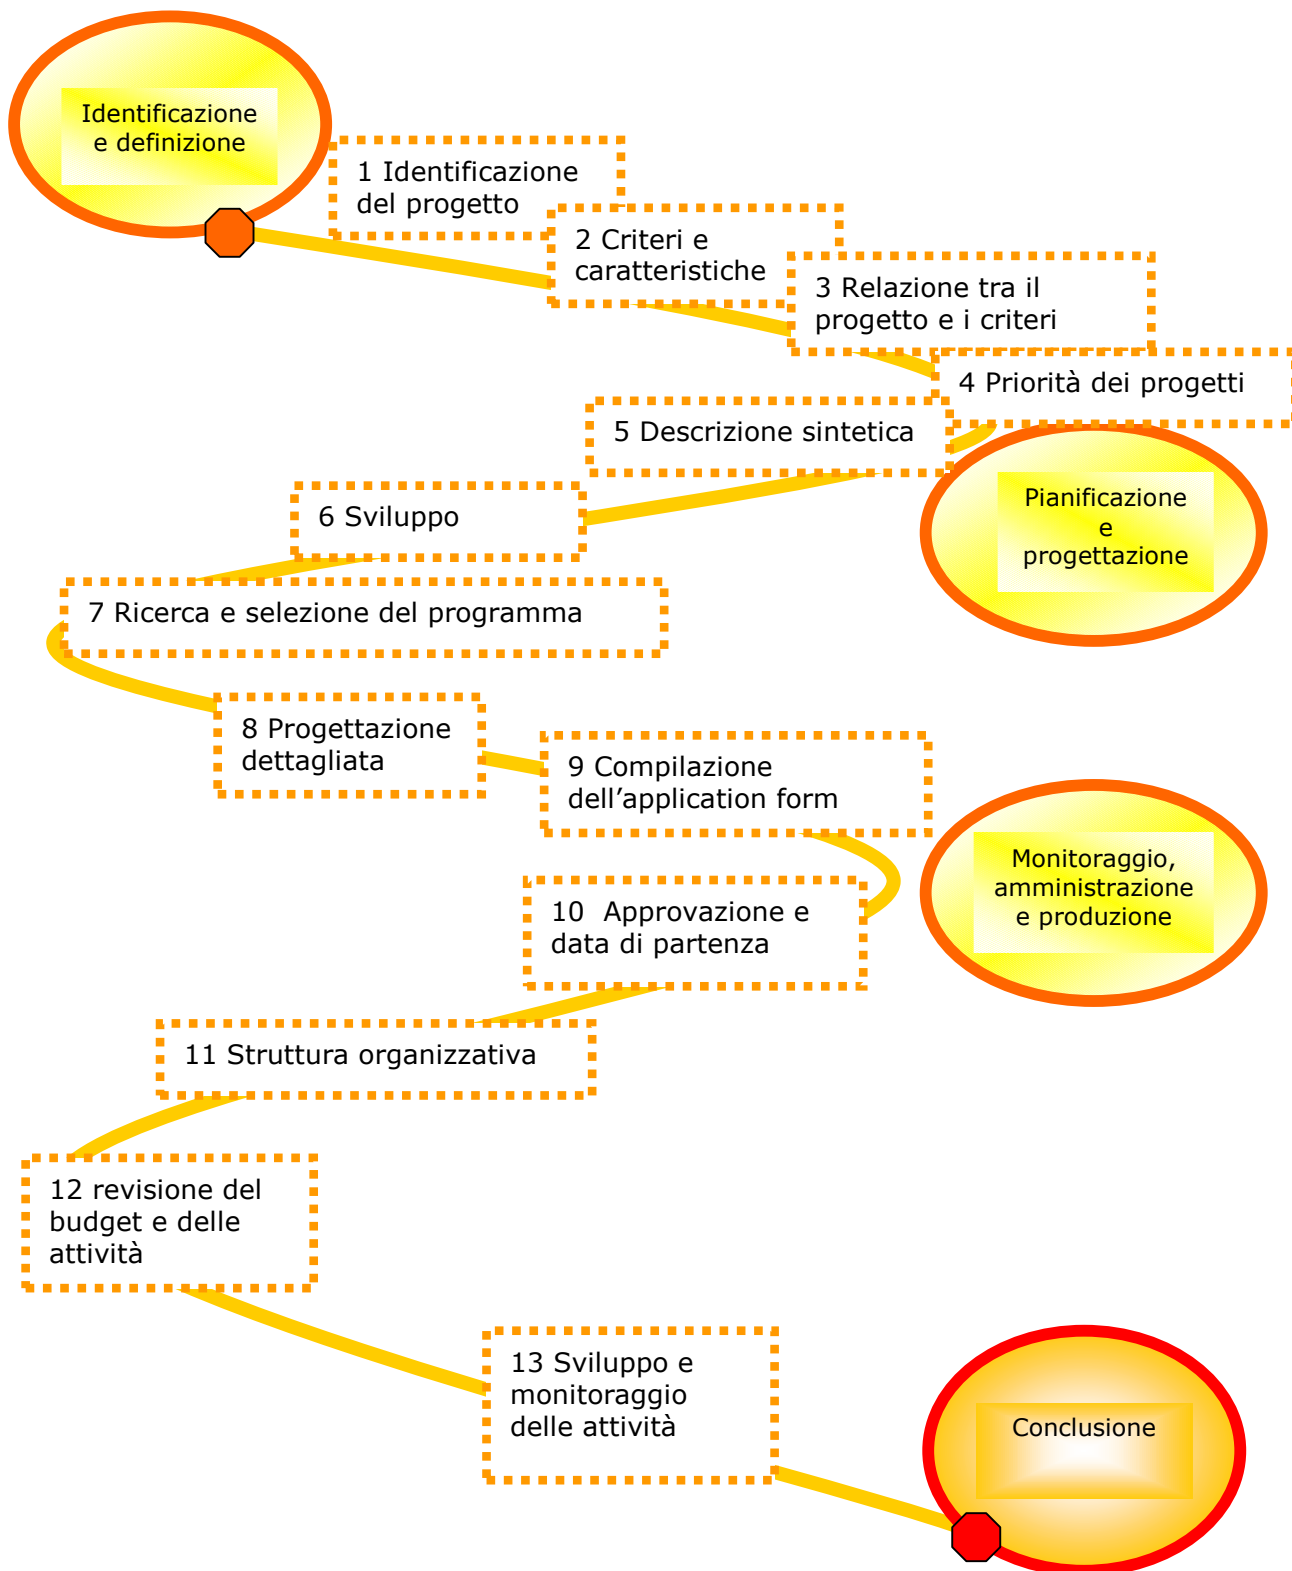 Identificazione
e definizione
1 Identificazione
del progetto
2 Criteri e
caratteristiche
3 Relazione tra il
progetto e i criteri
4 Priorità dei progetti
5 Descrizione sintetica
Pianificazione
e
progettazione
6 Sviluppo
7 Ricerca e selezione del programma
8 Progettazione
dettagliata
9 Compilazione
dell’application form
Monitoraggio,
amministrazione
e produzione
10  Approvazione e
data di partenza
11 Struttura organizzativa
12 revisione del
budget e delle
attività
13 Sviluppo e
monitoraggio
delle attività
Conclusione